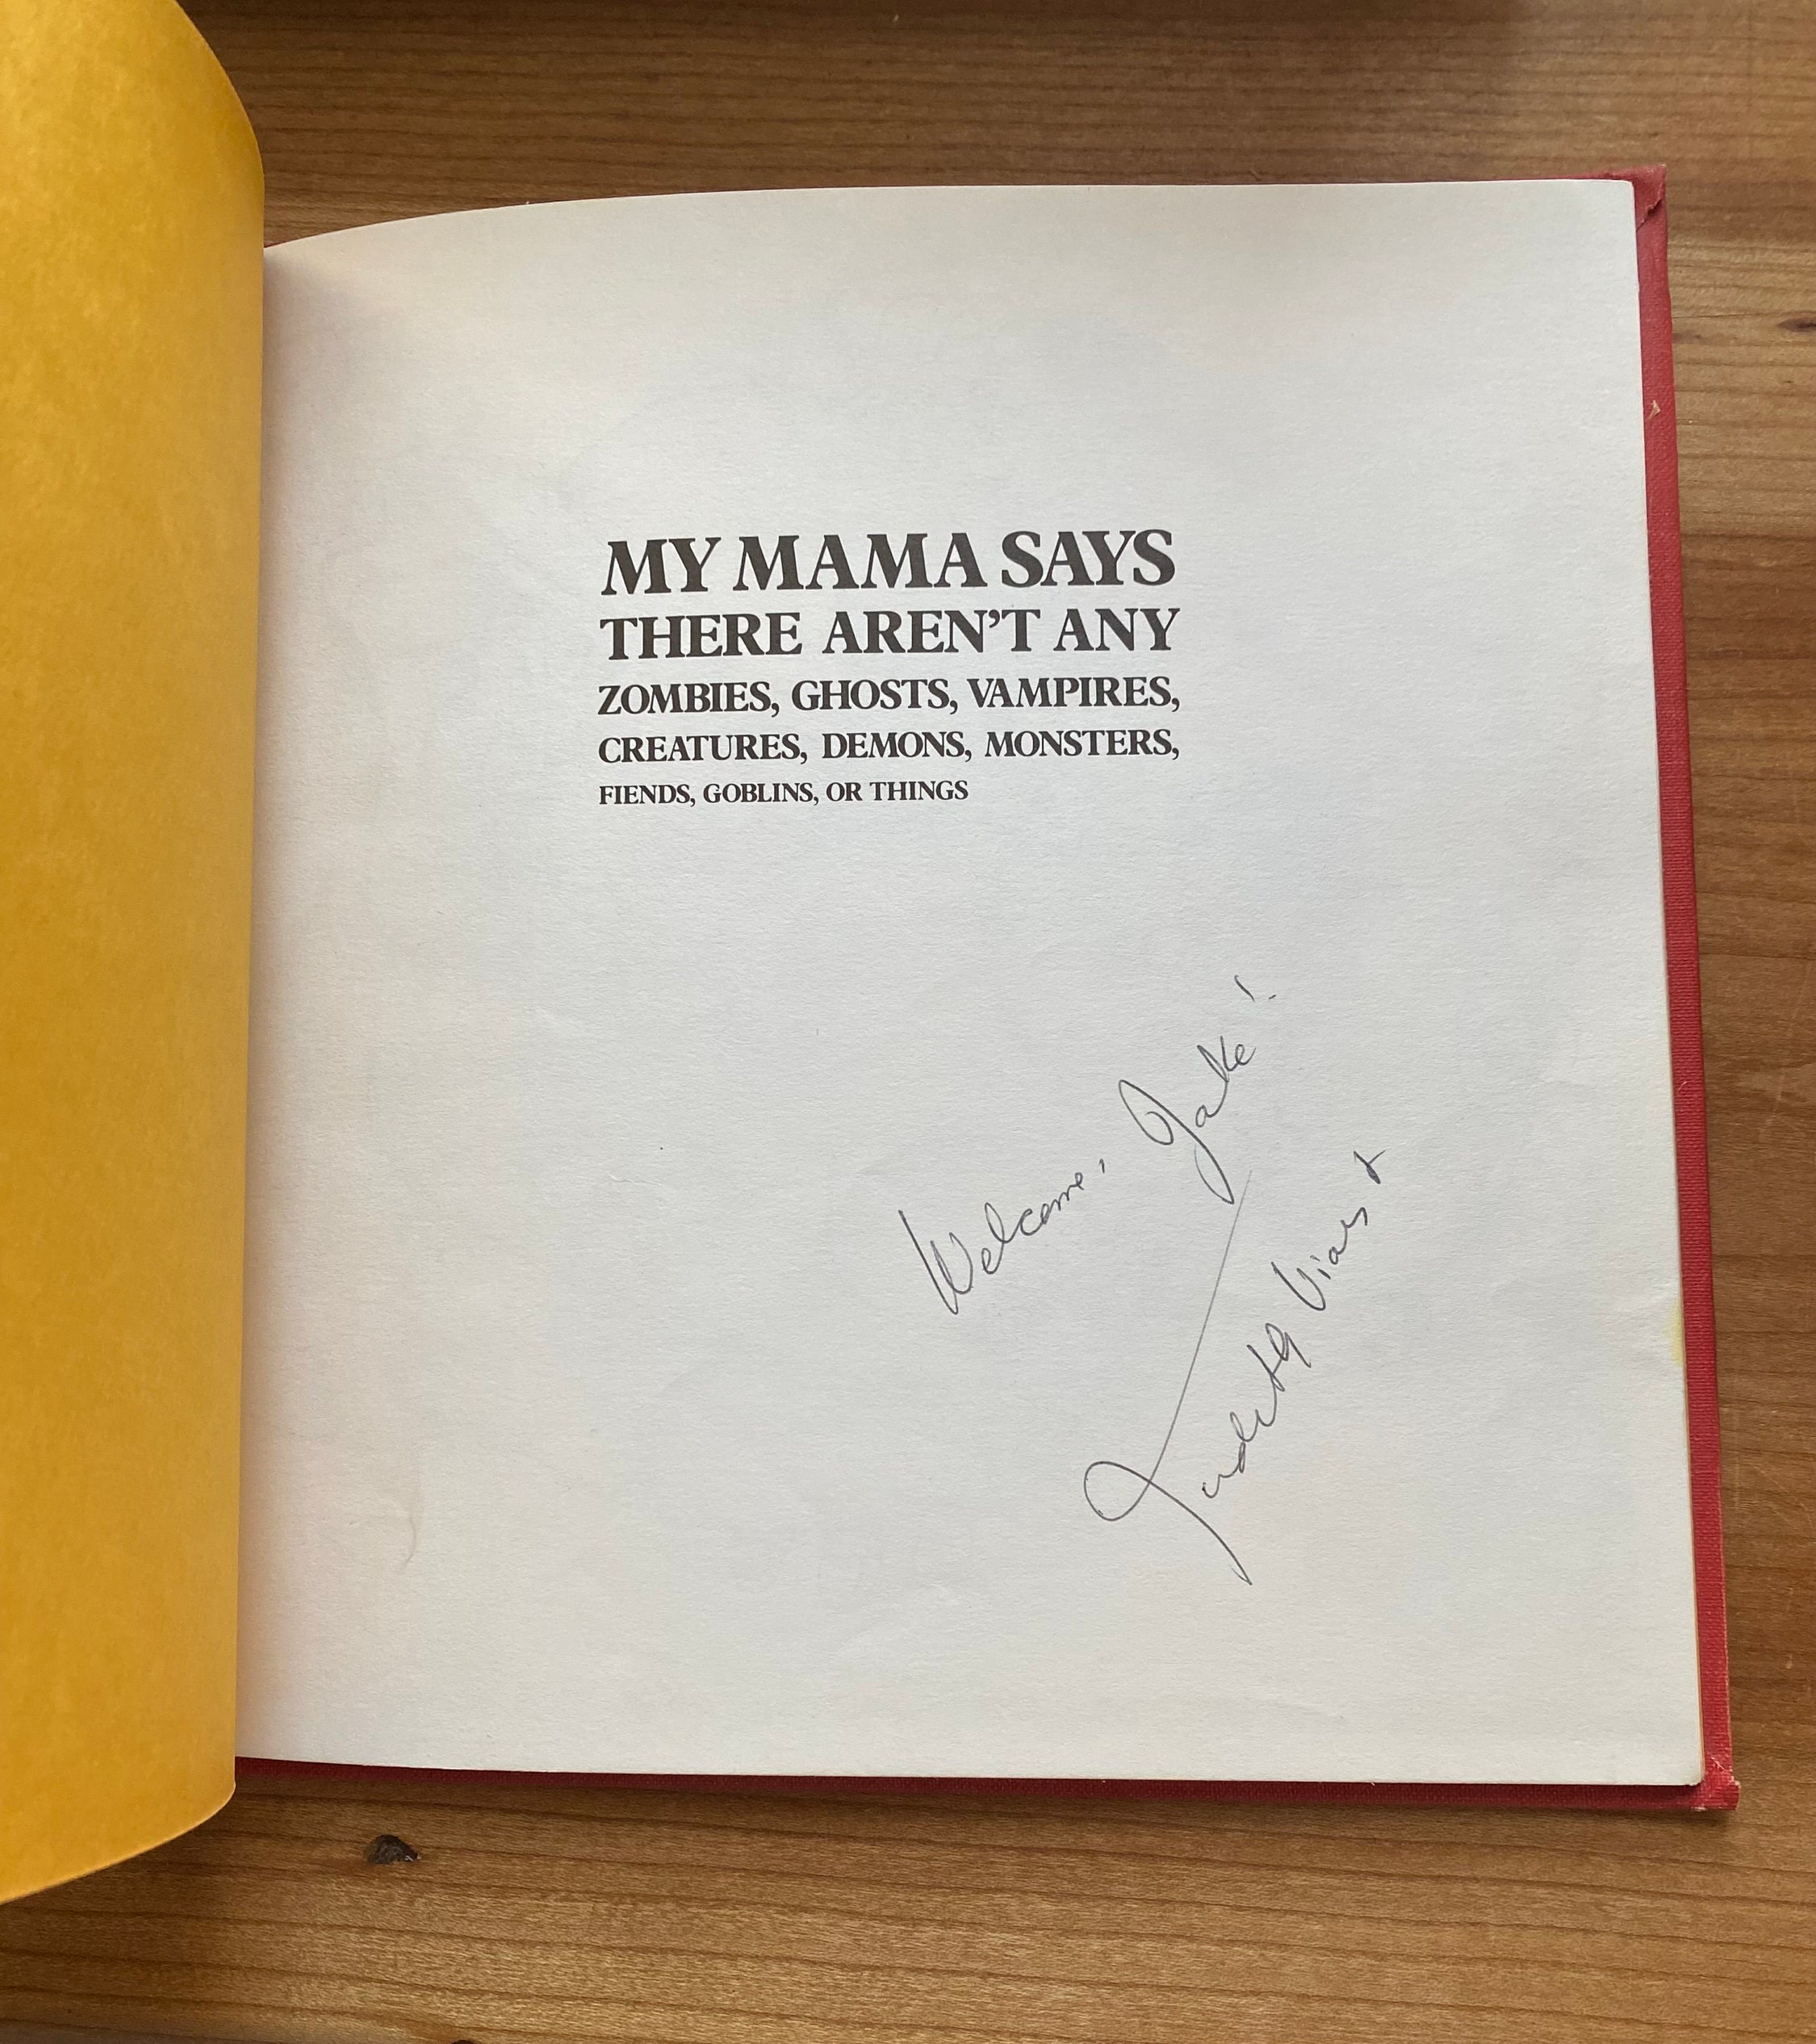 MY MAMA SAYS
THERE AREN'T ANY
ZOMBIES, GHOSTS, VAMPIRES,
CREATURES, DEMONS, MONSTERS,
FIENDS, GOBLINS, OR THINGS
Welcome, Jake!
Judith Viorst